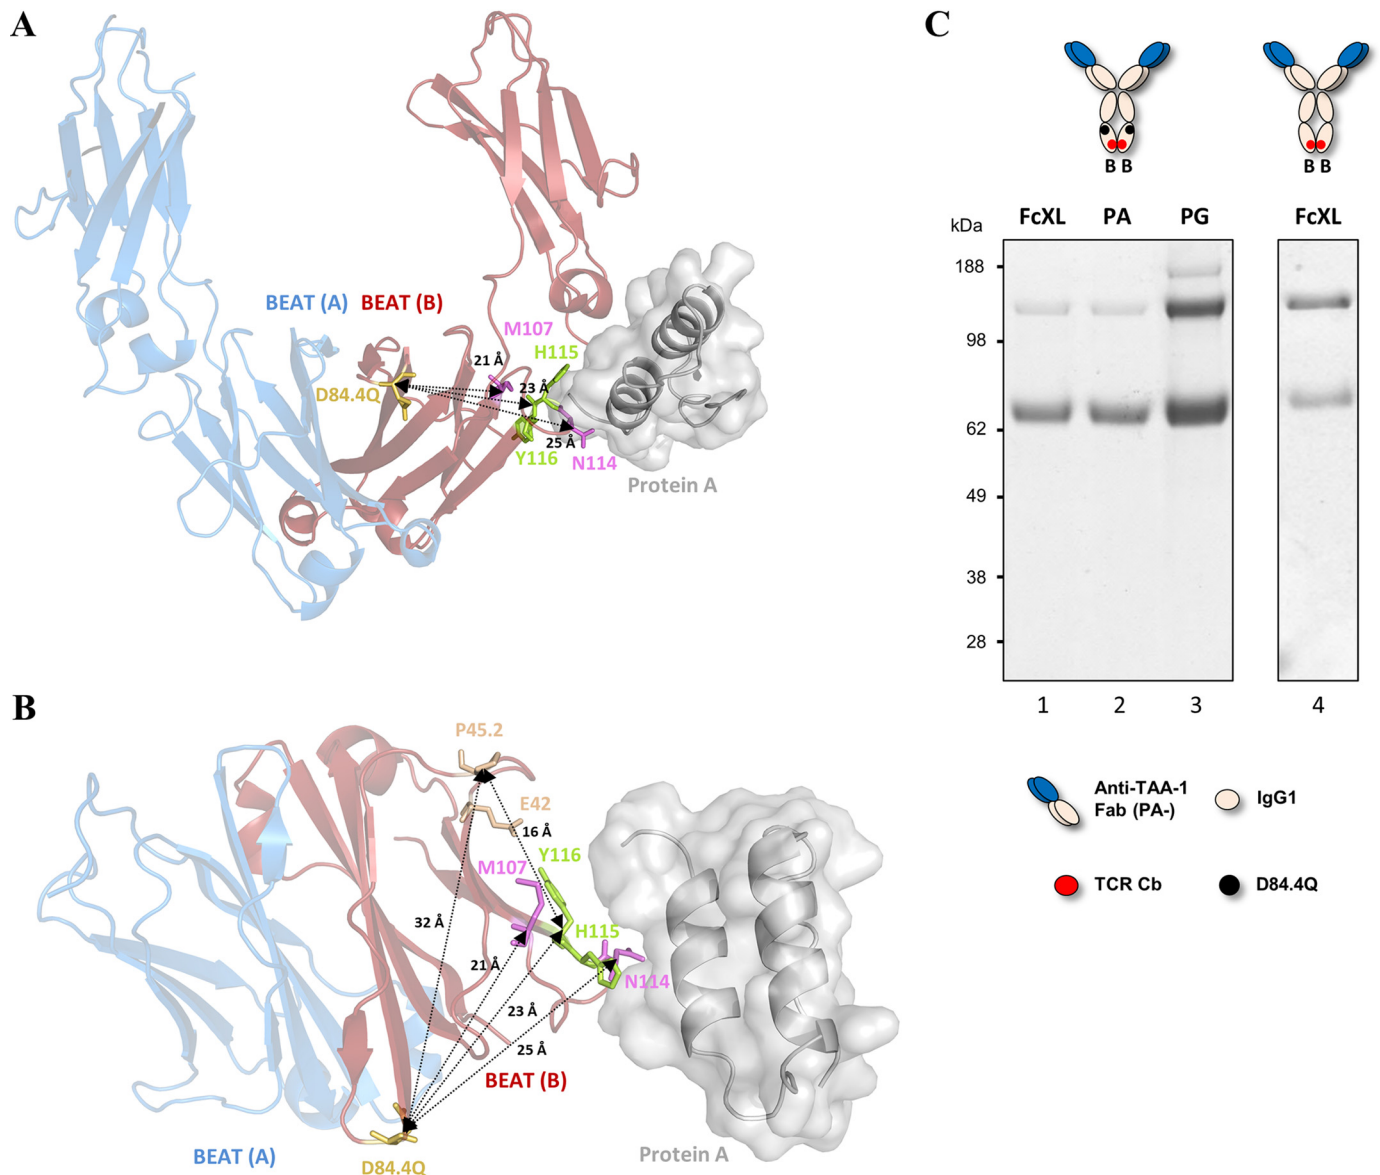 A
BEAT (A) BEAT (B)
M107
21 Å
H115
D84.4Q
23 Å
25 Å
Y116
N114
Protein A
B
P45.2
E42
16 Å
M107
Y116
32 Å
H115
21 Å
N114
23 Å
25 Å
BEAT (B)
BEAT (A)
D84.4Q
Protein A
C
B B
B B
kDa
FcXL
PA
PG
FcXL
188
98
62
49
38
28
1
2
3
4
Anti-TAA-1
Fab (PA-)
IgG1
TCR Cb
D84.4Q